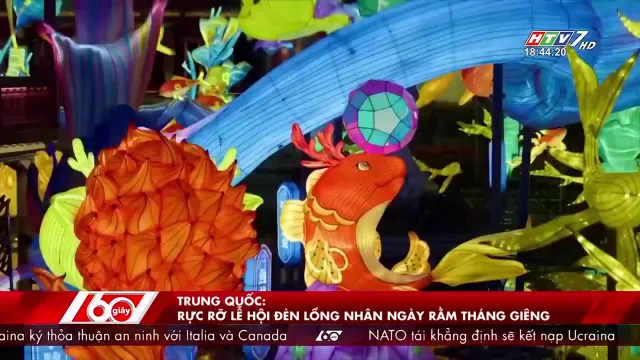 HTV7 HD
18:44:20
60 giây
TRUNG QUỐC:
RỰC RỠ LỄ HỘI ĐÈN LỒNG NHÂN NGÀY RẰM THÁNG GIÊNG
aina ký thỏa thuận an ninh với Italia và Canada 60 giây NATO tái khẳng định sẽ kết nạp Ucraina